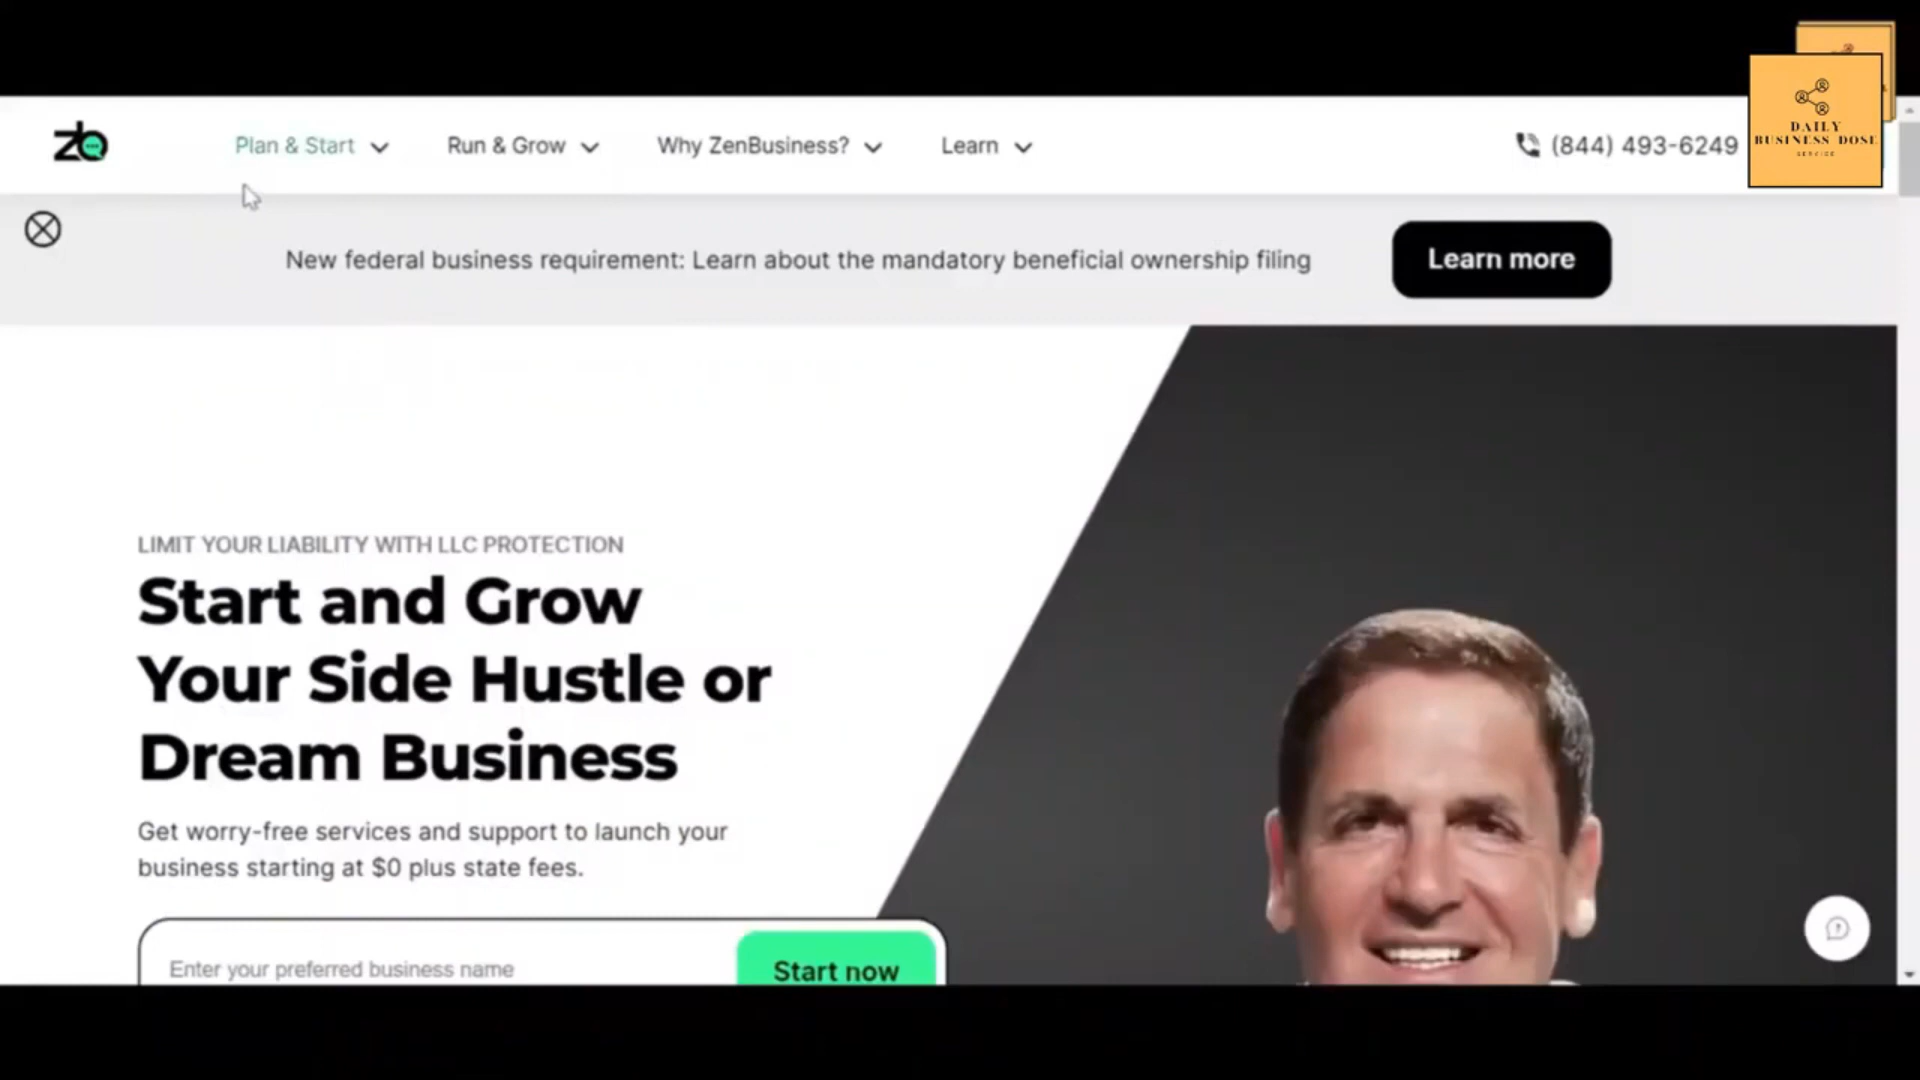 zb
Plan & Start
Run & Grow
Why ZenBusiness?
Learn
(844) 493-6249
DAILY
BUSINESS DOSE
SERVICE
New federal business requirement: Learn about the mandatory beneficial ownership filing
Learn more
LIMIT YOUR LIABILITY WITH LLC PROTECTION
Start and Grow
Your Side Hustle or
Dream Business
Get worry-free services and support to launch your
business starting at $0 plus state fees.
Enter your preferred business name
Start now